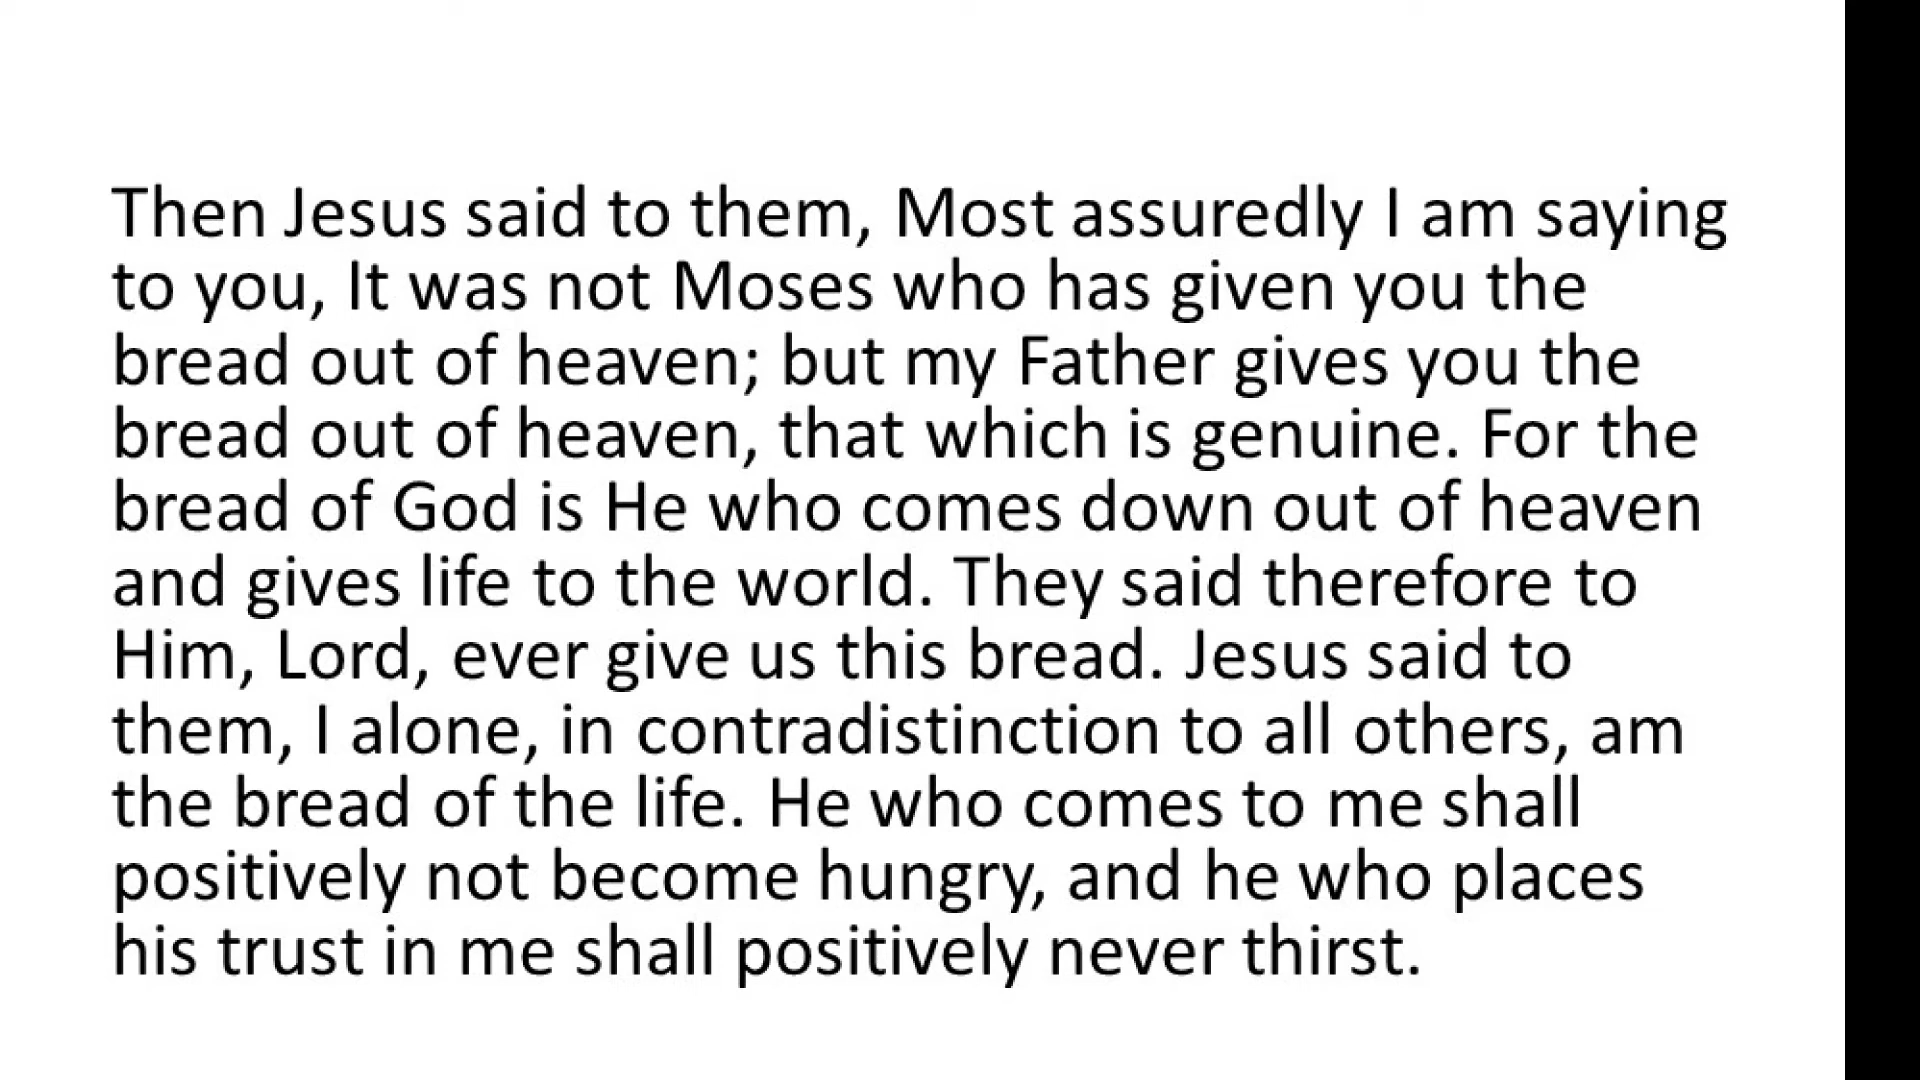 Then Jesus said to them, Most assuredly I am saying
to you, It was not Moses who has given you the
bread out of heaven; but my Father gives you the
bread out of heaven, that which is genuine. For the
bread of God is He who comes down out of heaven
and gives life to the world. They said therefore to
Him, Lord, ever give us this bread. Jesus said to
them, I alone, in contradistinction to all others, am
the bread of the life. He who comes to me shall
positively not become hungry, and he who places
his trust in me shall positively never thirst.